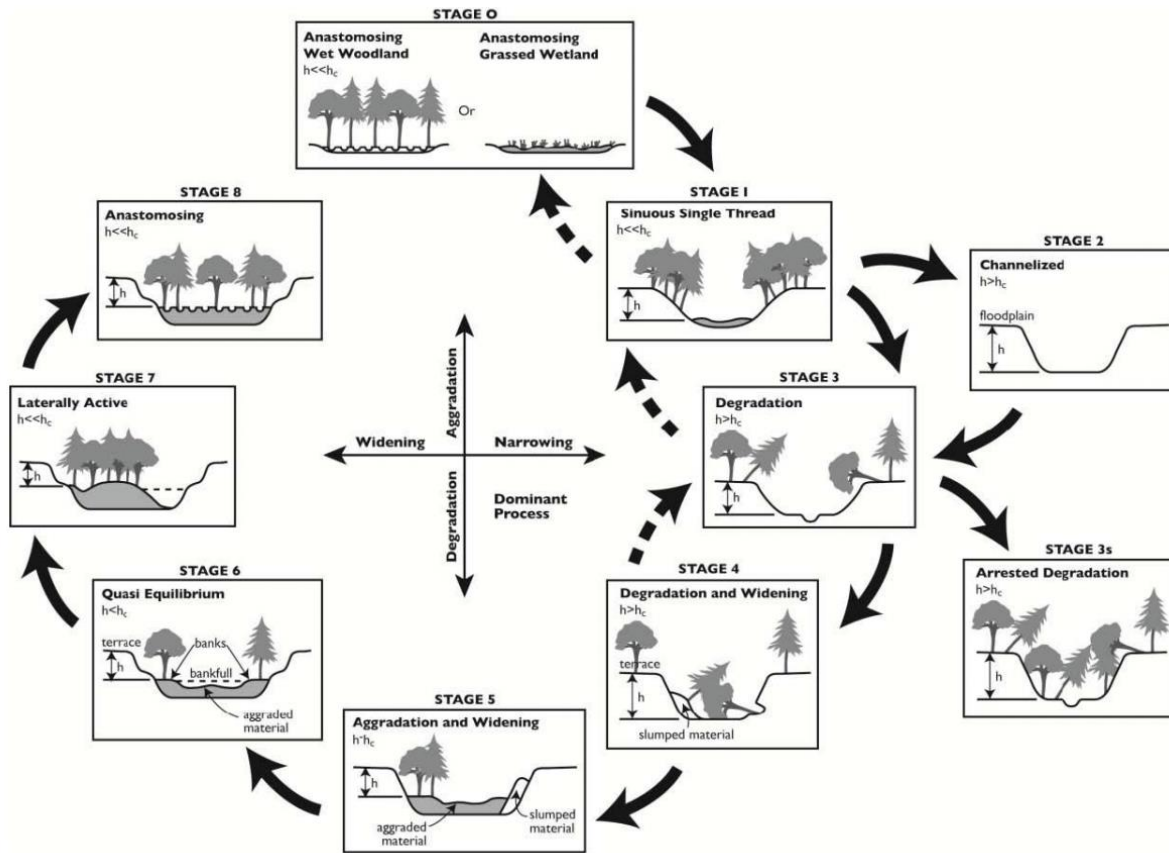 STAGE 0
Anastomosing
Wet Woodland
h<<hc
Or
Anastomosing
Grassed Wetland
STAGE 1
Sinuous Single Thread
h<<hc
h
STAGE 2
Channelized
h>hc
floodplain
h
STAGE 3
Degradation
h>hc
h
STAGE 3s
Arrested Degradation
h>hc
h
STAGE 4
Degradation and Widening
h>hc
terrace
h
slumped material
STAGE 5
Aggradation and Widening
h~hc
h
aggraded
material
slumped
material
STAGE 6
Quasi Equilibrium
h<hc
terrace
h
banks
bankfull
aggraded
material
STAGE 7
Laterally Active
h<<hc
h
STAGE 8
Anastomosing
h<<hc
h
Aggradation
Widening
Narrowing
Degradation
Dominant
Process